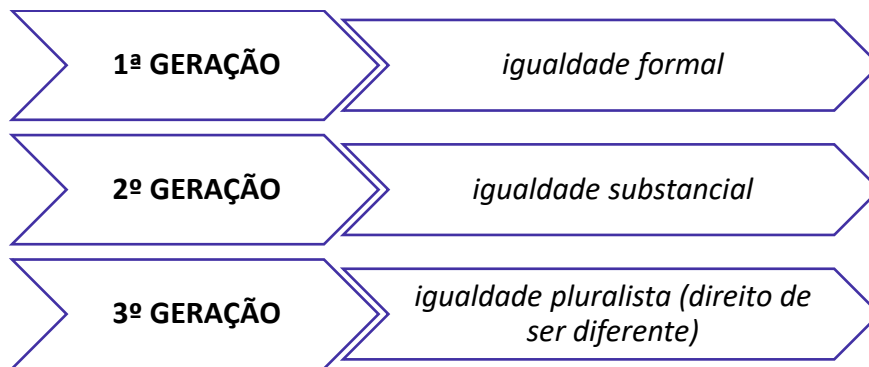 1ª GERAÇÃO
igualdade formal
2º GERAÇÃO
igualdade substancial
3º GERAÇÃO
igualdade pluralista (direito de
ser diferente)